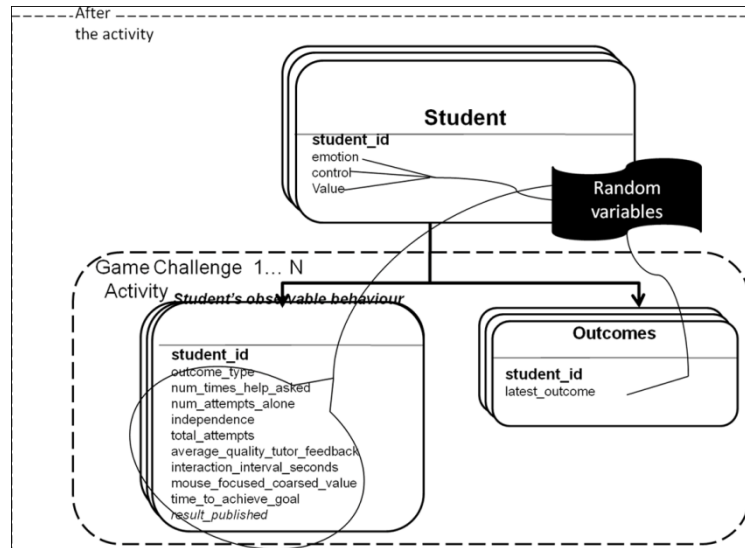 After
the activity
Student
student_id
emotion
control
Value
Random
variables
Game Challenge 1... N
Activity
Student's observable behaviour
student_id
outcome_type
num_times_help_asked
num_attempts_alone
independence
total_attempts
average_quality_tutor_feedback
interaction_interval_seconds
mouse_focused_coarsed_value
time_to_achieve_goal
result_published
Outcomes
student_id
latest_outcome